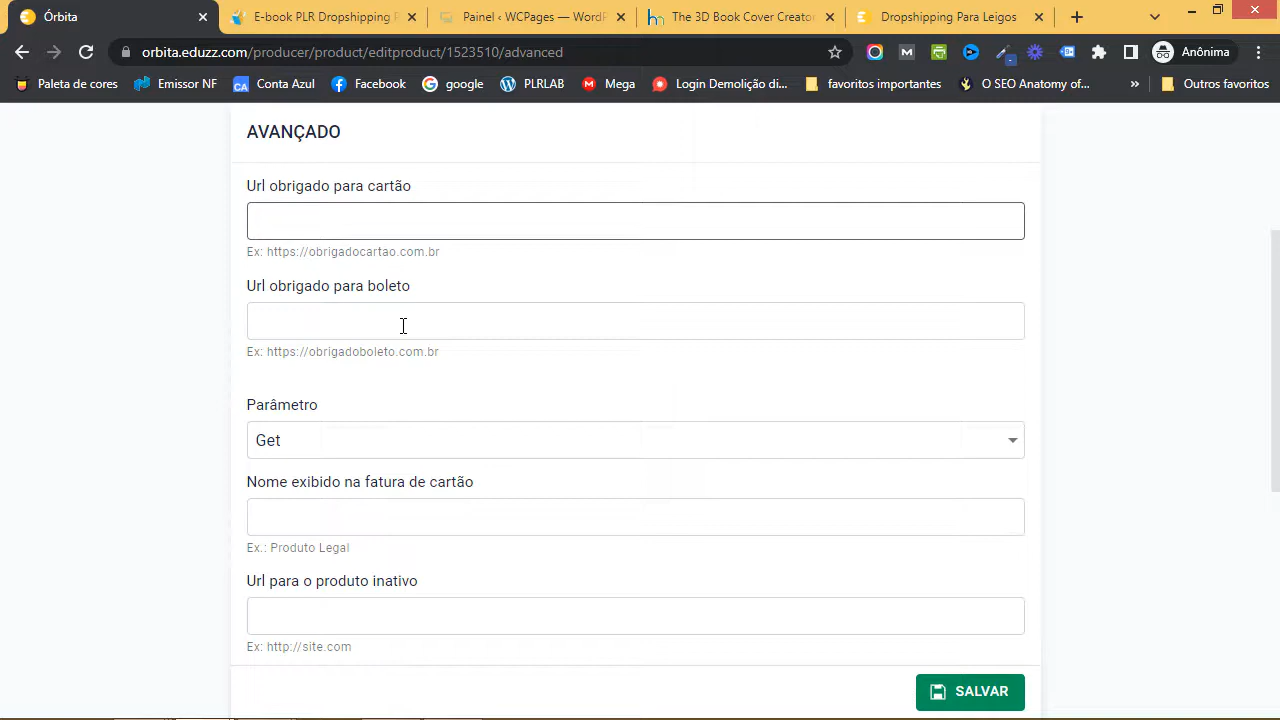 Órbita
E-book PLR Dropshipping P
Painel ‹ WCPages — WordP
The 3D Book Cover Creator
Dropshipping Para Leigos
orbita.eduzz.com/producer/product/editproduct/1523510/advanced
Anônima
Paleta de cores
Emissor NF
CA Conta Azul
Facebook
google
PLRLAB
Mega
Login Demolição di...
favoritos importantes
O SEO Anatomy of...
»
Outros favoritos
AVANÇADO
Url obrigado para cartão
Ex: https://obrigadocartao.com.br
Url obrigado para boleto
Ex: https://obrigadoboleto.com.br
Parâmetro
Get
Nome exibido na fatura de cartão
Ex.: Produto Legal
Url para o produto inativo
Ex: http://site.com
SALVAR